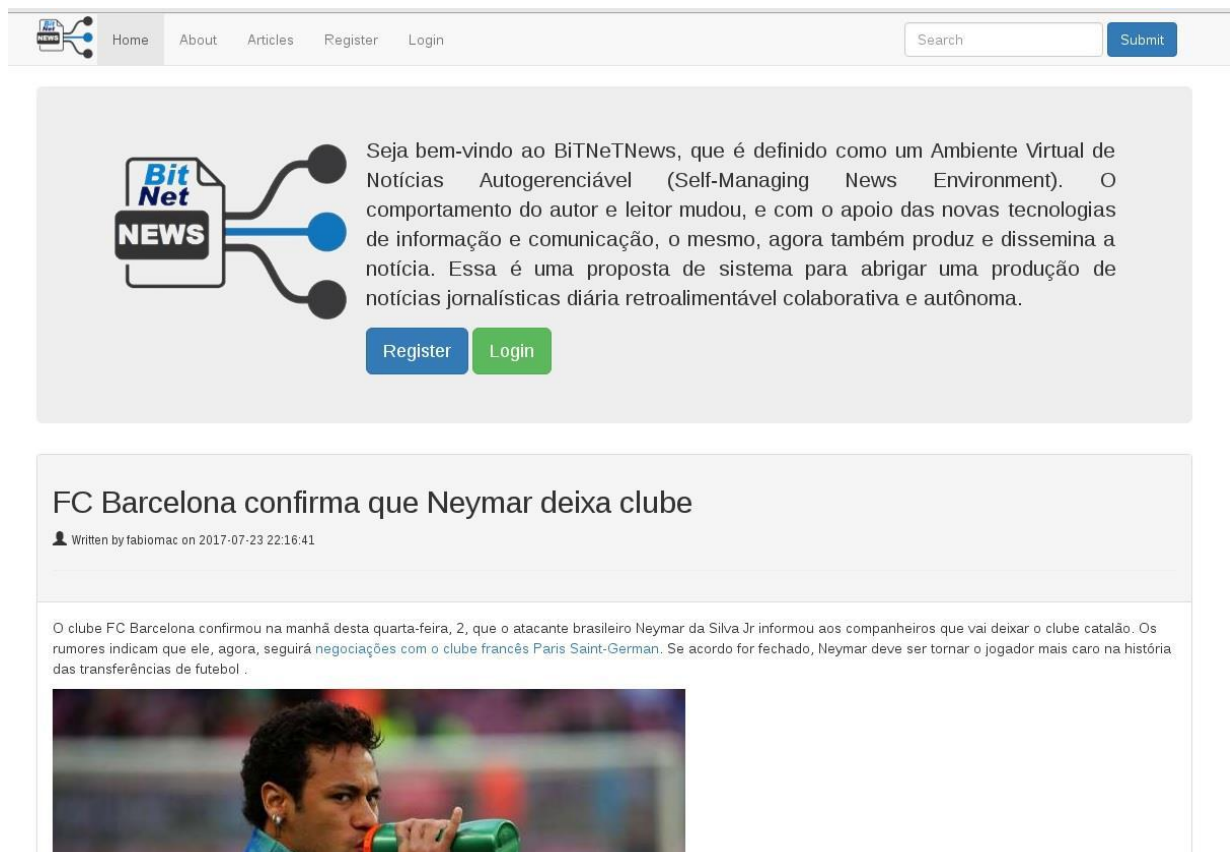 Bit
Net
NEWS
Home About Articles Register Login
Search
Submit
Bit
Net
NEWS
Seja bem-vindo ao BiTNeTNews, que é definido como um Ambiente Virtual de
Notícias Autogerenciável (Self-Managing News Environment). O
comportamento do autor e leitor mudou, e com o apoio das novas tecnologias
de informação e comunicação, o mesmo, agora também produz e dissemina a
notícia. Essa é uma proposta de sistema para abrigar uma produção de
notícias jornalísticas diária retroalimentável colaborativa e autônoma.
Register Login
FC Barcelona confirma que Neymar deixa clube
Written by fabiomac on 2017-07-23 22:16:41
O clube FC Barcelona confirmou na manhã desta quarta-feira, 2, que o atacante brasileiro Neymar da Silva Jr informou aos companheiros que vai deixar o clube catalão. Os
rumores indicam que ele, agora, seguirá negociações com o clube francês Paris Saint-German. Se acordo for fechado, Neymar deve ser tornar o jogador mais caro na história
das transferências de futebol .